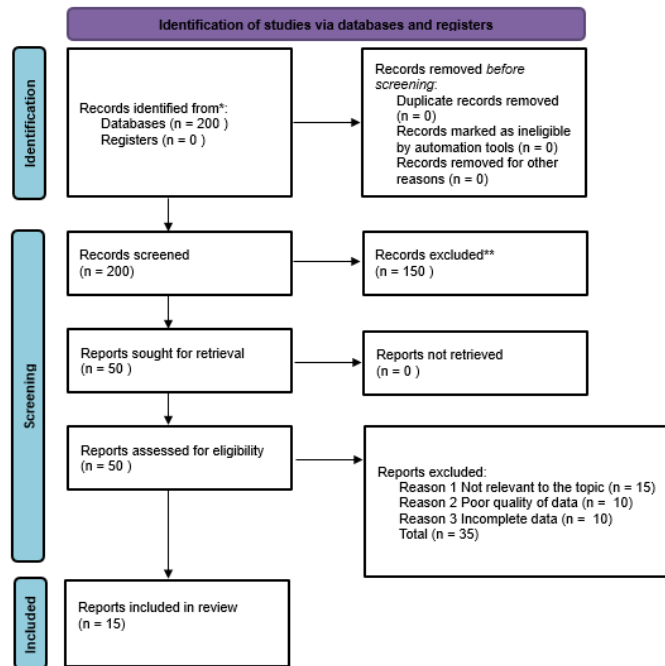 Identification of studies via databases and registers
Identification
Records identified from*:
Databases (n = 200 )
Registers (n = 0 )
Records removed before
screening:
Duplicate records removed
(n = 0)
Records marked as ineligible
by automation tools (n = 0)
Records removed for other
reasons (n = 0)
Screening
Records screened
(n = 200)
Records excluded**
(n = 150 )
Reports sought for retrieval
(n = 50 )
Reports not retrieved
(n = 0 )
Reports assessed for eligibility
(n = 50 )
Reports excluded:
Reason 1 Not relevant to the topic (n = 15)
Reason 2 Poor quality of data (n =  10)
Reason 3 Incomplete data (n =  10)
Total (n = 35)
Included
Reports included in review
(n = 15)